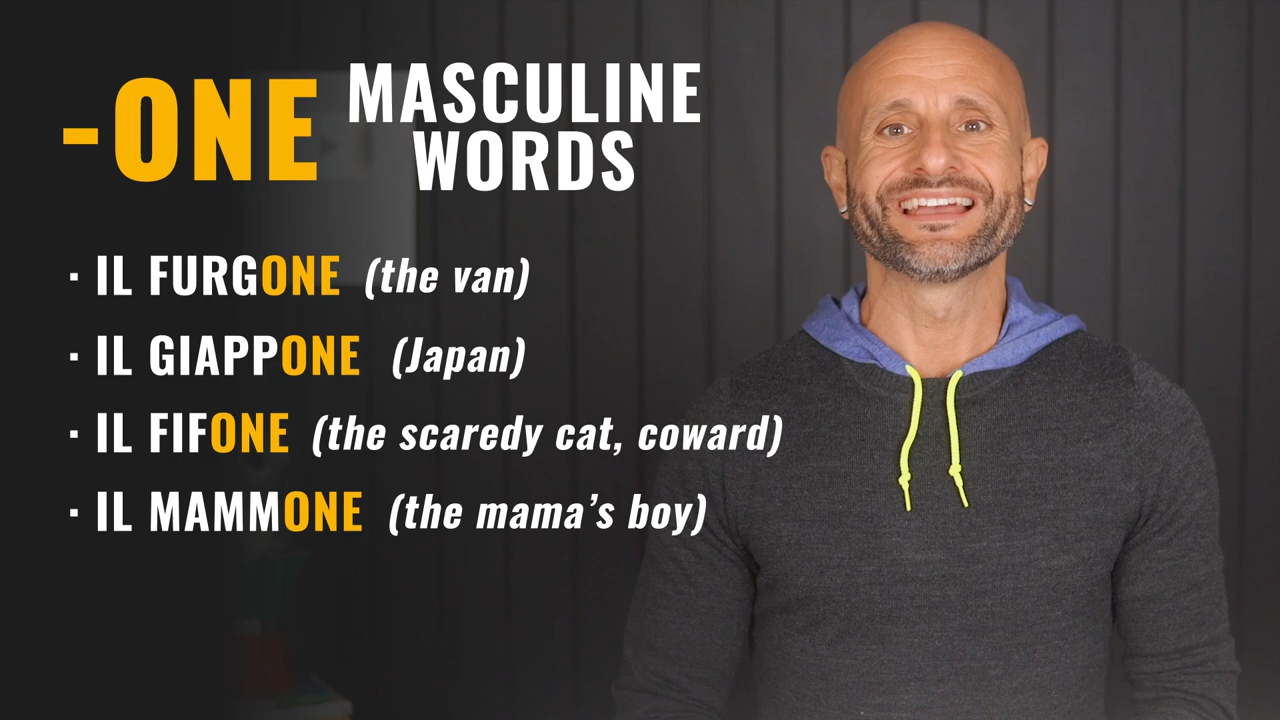 -ONE MASCULINE
WORDS
· IL FURGONE (the van)
· IL GIAPPONE (Japan)
· IL FIFONE (the scaredy cat, coward)
· IL MAMMONE (the mama’s boy)